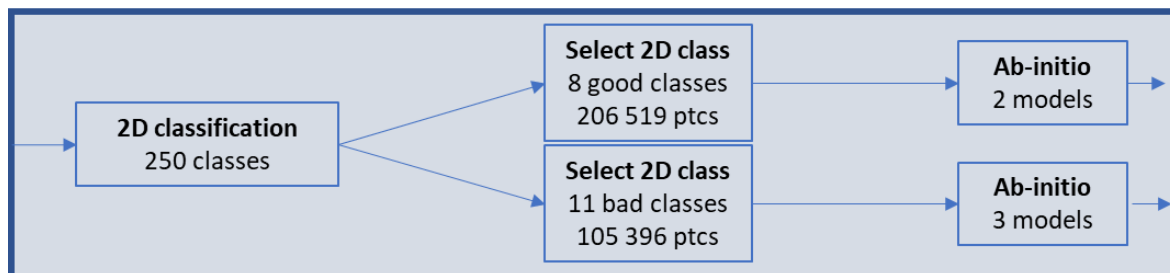 2D classification
250 classes
Select 2D class
8 good classes
206 519 ptcs
Select 2D class
11 bad classes
105 396 ptcs
Ab-initio
2 models
Ab-initio
3 models